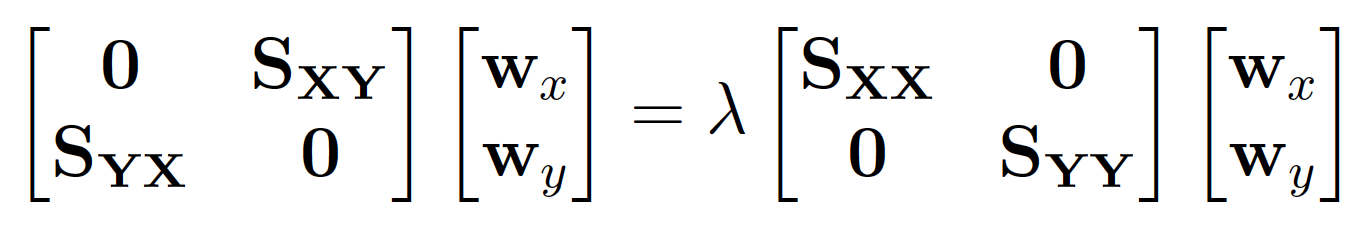 [0 S_XY; S_YX 0] [w_x; w_y] = λ [S_XX 0; 0 S_YY] [w_x; w_y]